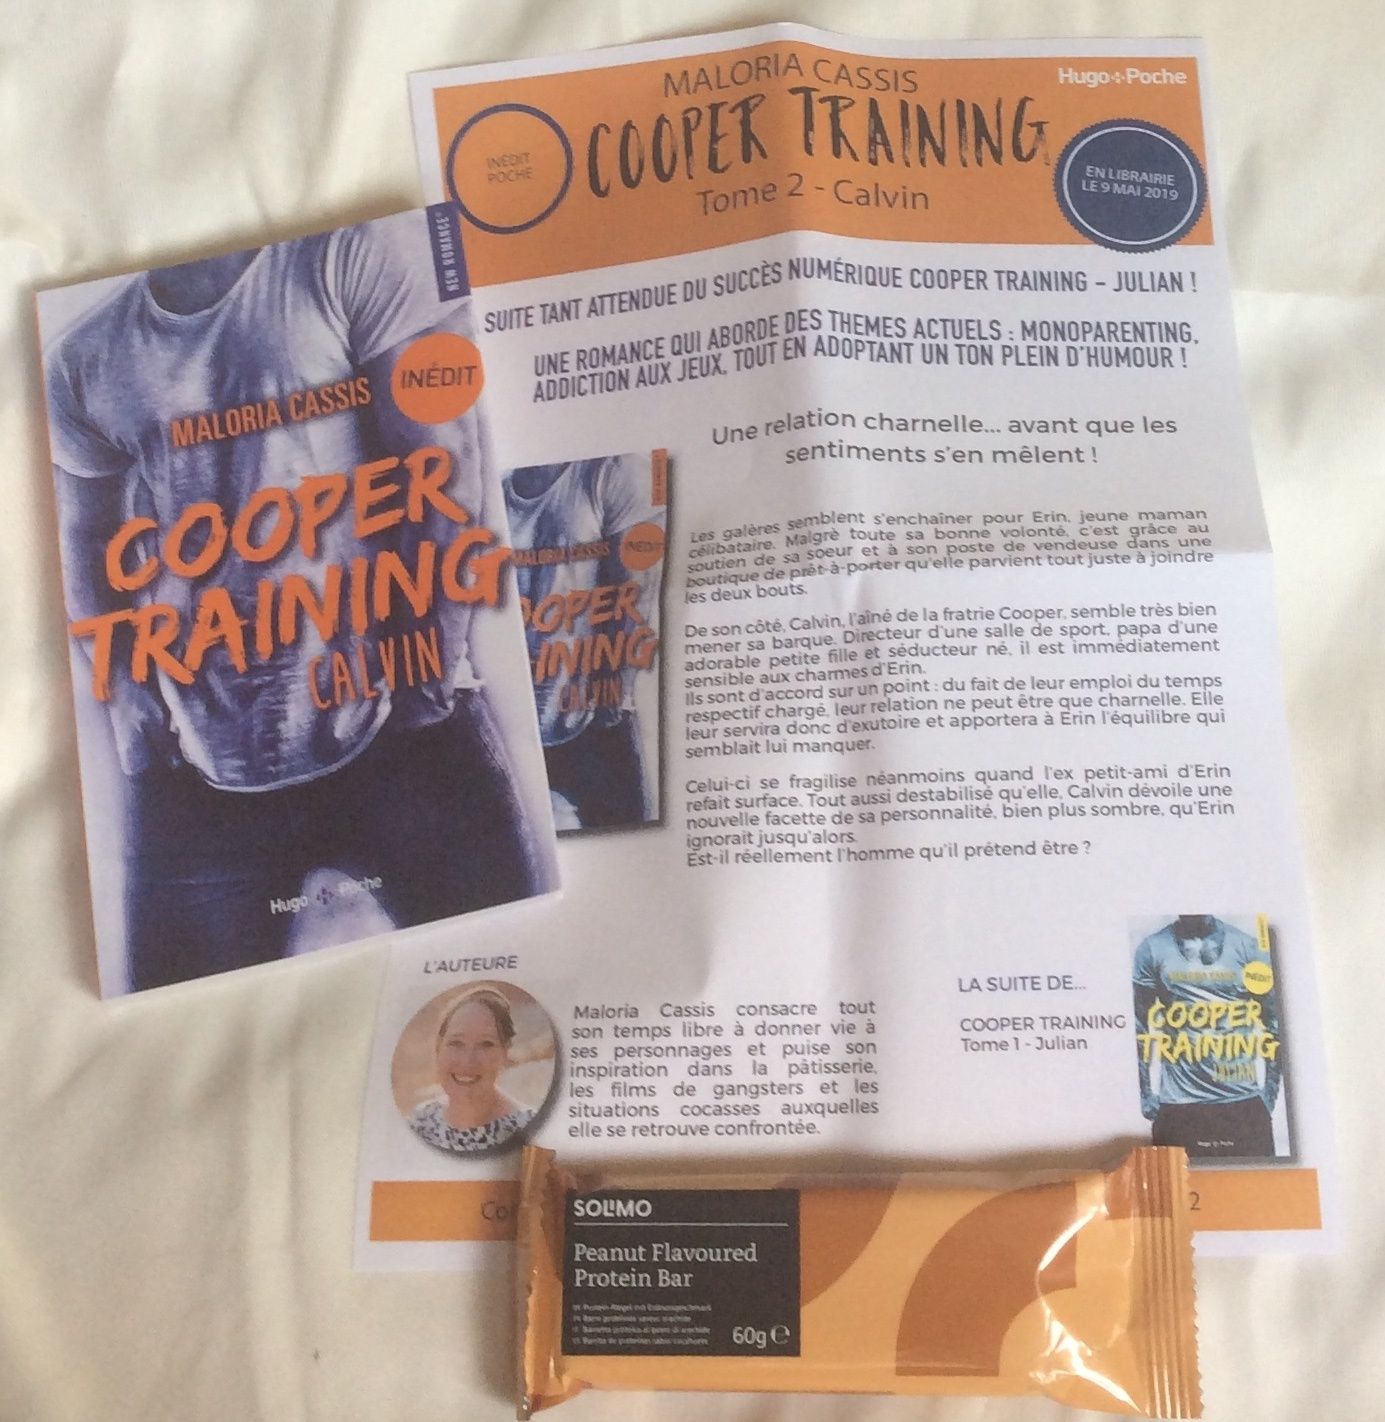 MALORIA CASSIS
Hugo+Poche
INÉDIT
POCHE
COOPER TRAINING
Tome 2 - Calvin
EN LIBRAIRIE
LE 9 MAI 2019
SUITE TANT ATTENDUE DU SUCCÈS NUMÉRIQUE COOPER TRAINING – JULIAN !
UNE ROMANCE QUI ABORDE DES THEMES ACTUELS : MONOPARENTING,
ADDICTION AUX JEUX, TOUT EN ADOPTANT UN TON PLEIN D'HUMOUR !
Une relation charnelle... avant que les
sentiments s'en mêlent !
Les galères semblent s'enchaîner pour Erin, jeune maman
célibataire. Malgré toute sa bonne volonté, c'est grâce au
soutien de sa soeur et à son poste de vendeuse dans une
boutique de prêt-à-porter qu'elle parvient tout juste à joindre
les deux bouts.
De son côté, Calvin, l'aîné de la fratrie Cooper, semble très bien
mener sa barque. Directeur d'une salle de sport, papa d'une
adorable petite fille et séducteur né, il est immédiatement
sensible aux charmes d'Erin.
Ils sont d'accord sur un point : du fait de leur emploi du temps
respectif chargé, leur relation ne peut être que charnelle. Elle
leur servira donc d'exutoire et apportera à Erin l'équilibre qui
semblait lui manquer.
Celui-ci se fragilise néanmoins quand l'ex petit-ami d'Erin
refait surface. Tout aussi destabilisé qu'elle, Calvin dévoile une
nouvelle facette de sa personnalité, bien plus sombre, qu'Erin
ignorait jusqu'alors.
Est-il réellement l'homme qu'il prétend être ?
NEW ROMANCE
INÉDIT
MALORIA CASSIS
COOPER
TRAINING
CALVIN
Hugo Poche
MALORIA CASSIS
INÉDIT
OOPER
INING
CALVIN
L'AUTEURE
Maloria Cassis consacre tout
son temps libre à donner vie à
ses personnages et puise son
inspiration dans la pâtisserie,
les films de gangsters et les
situations cocasses auxquelles
elle se retrouve confrontée.
LA SUITE DE...
COOPER TRAINING
Tome 1 - Julian
INÉDIT
COOPER
TRAINING
JULIAN
Co
2
SOLIMO
Peanut Flavoured
Protein Bar
60g e